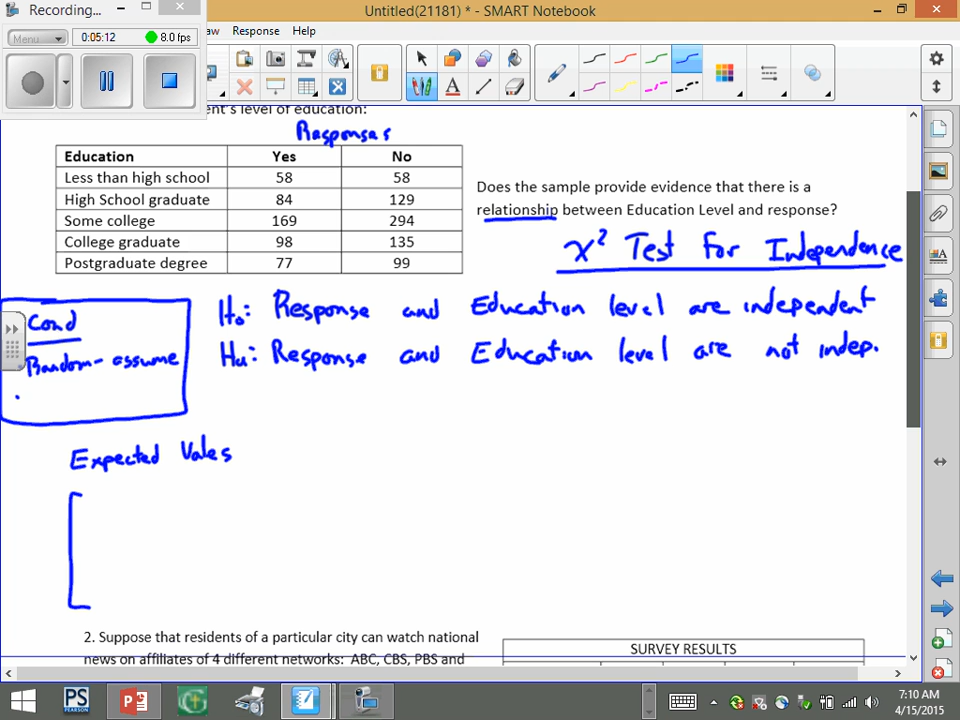 Recording...
Untitled(21181) * - SMART Notebook
Menu
0:05:12
8.0 fps
aw Response Help
ent's level of education:
Responses
Education Yes No
Less than high school 58 58
High School graduate 84 129
Some college 169 294
College graduate 98 135
Postgraduate degree 77 99
Does the sample provide evidence that there is a
relationship between Education Level and response?
χ² Test For Independence
Cond
Random - assume
H₀: Response and Education level are independent
Ha: Response and Education level are not indep.
Expected Vales
2. Suppose that residents of a particular city can watch national
news on affiliates of 4 different networks: ABC, CBS, PBS and
SURVEY RESULTS
PS
PEARSON
7:10 AM
4/15/2015